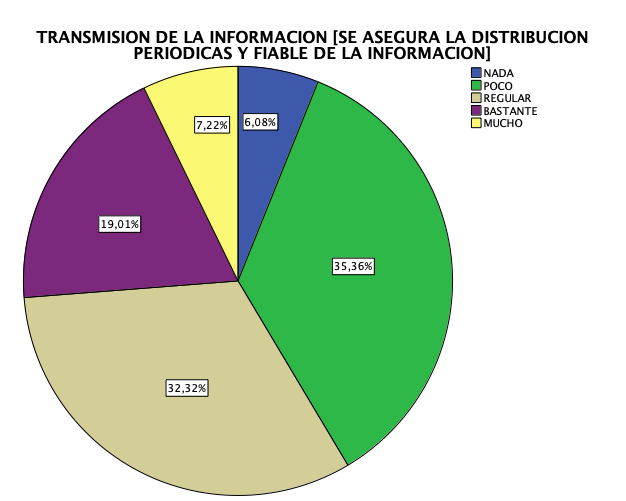 TRANSMISION DE LA INFORMACION [SE ASEGURA LA DISTRIBUCION
PERIODICAS Y FIABLE DE LA INFORMACION]
NADA
POCO
REGULAR
BASTANTE
MUCHO
7,22%
6,08%
19,01%
35,36%
32,32%